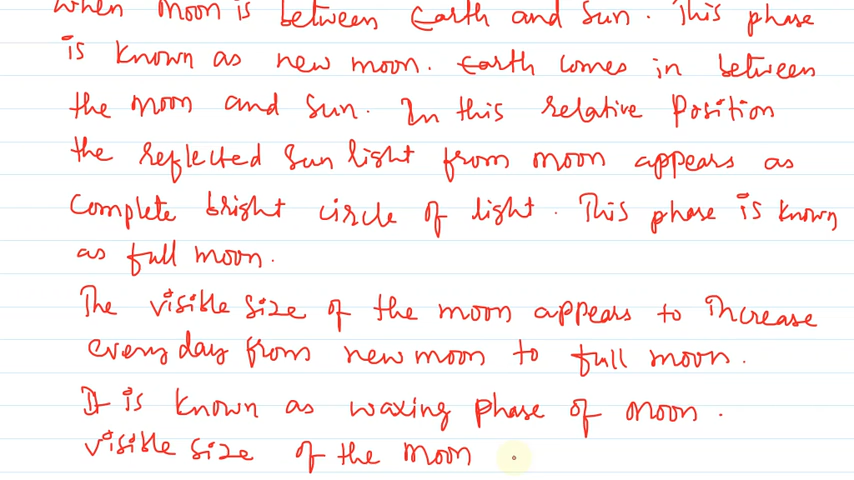 when moon is between Earth and Sun. This phase
is known as new moon. Earth comes in between
the moon and Sun. In this relative Position
the reflected Sun light from moon appears as
complete bright circle of light. This phase is known
as full moon.
The visible size of the moon appears to increase
every day from new moon to full moon.
It is known as waxing phase of moon.
visible size of the moon